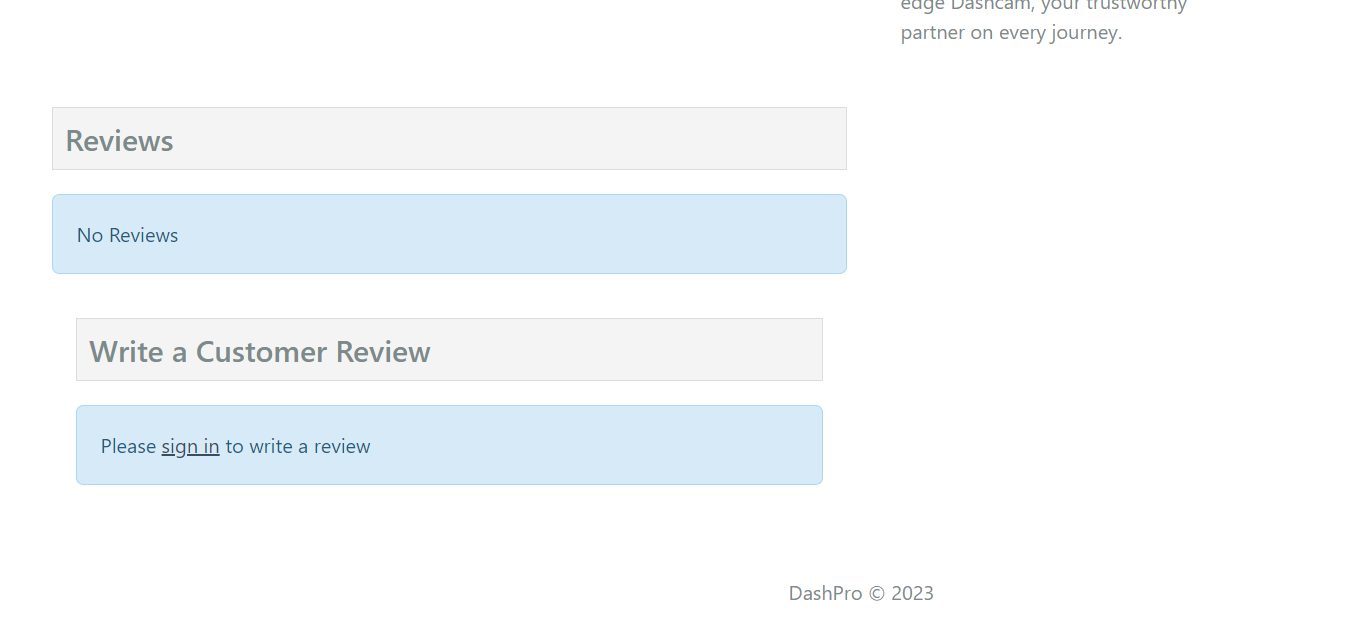 edge Dashcam, your trustworthy
partner on every journey.
Reviews
No Reviews
Write a Customer Review
Please sign in to write a review
DashPro © 2023